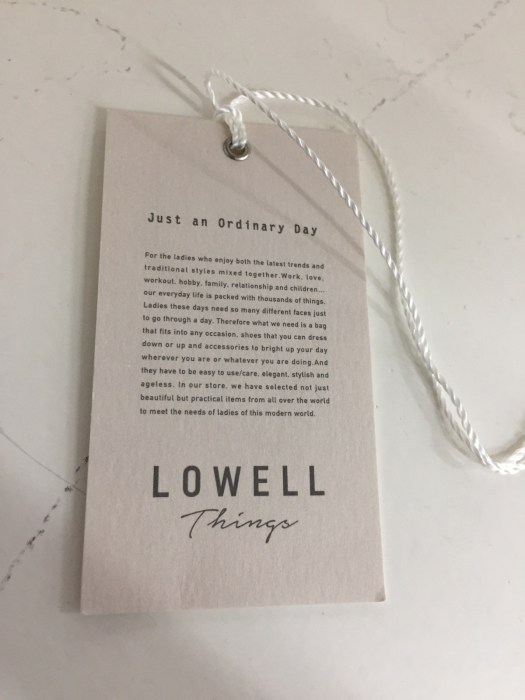 Just an Ordinary Day
For the ladies who enjoy both the latest trends and
traditional styles mixed together.Work, love,
workout, hobby, family, relationship and children...
our everyday life is packed with thousands of things.
Ladies these days need so many different faces just
to go through a day. Therefore what we need is a bag
that fits into any occasion, shoes that you can dress
down or up and accessories to bright up your day
wherever you are or whatever you are doing.And
they have to be easy to use/care, elegant, stylish and
ageless. In our store, we have selected not just
beautiful but practical items from all over the world
to meet the needs of ladies of this modern world.
LOWELL
Things